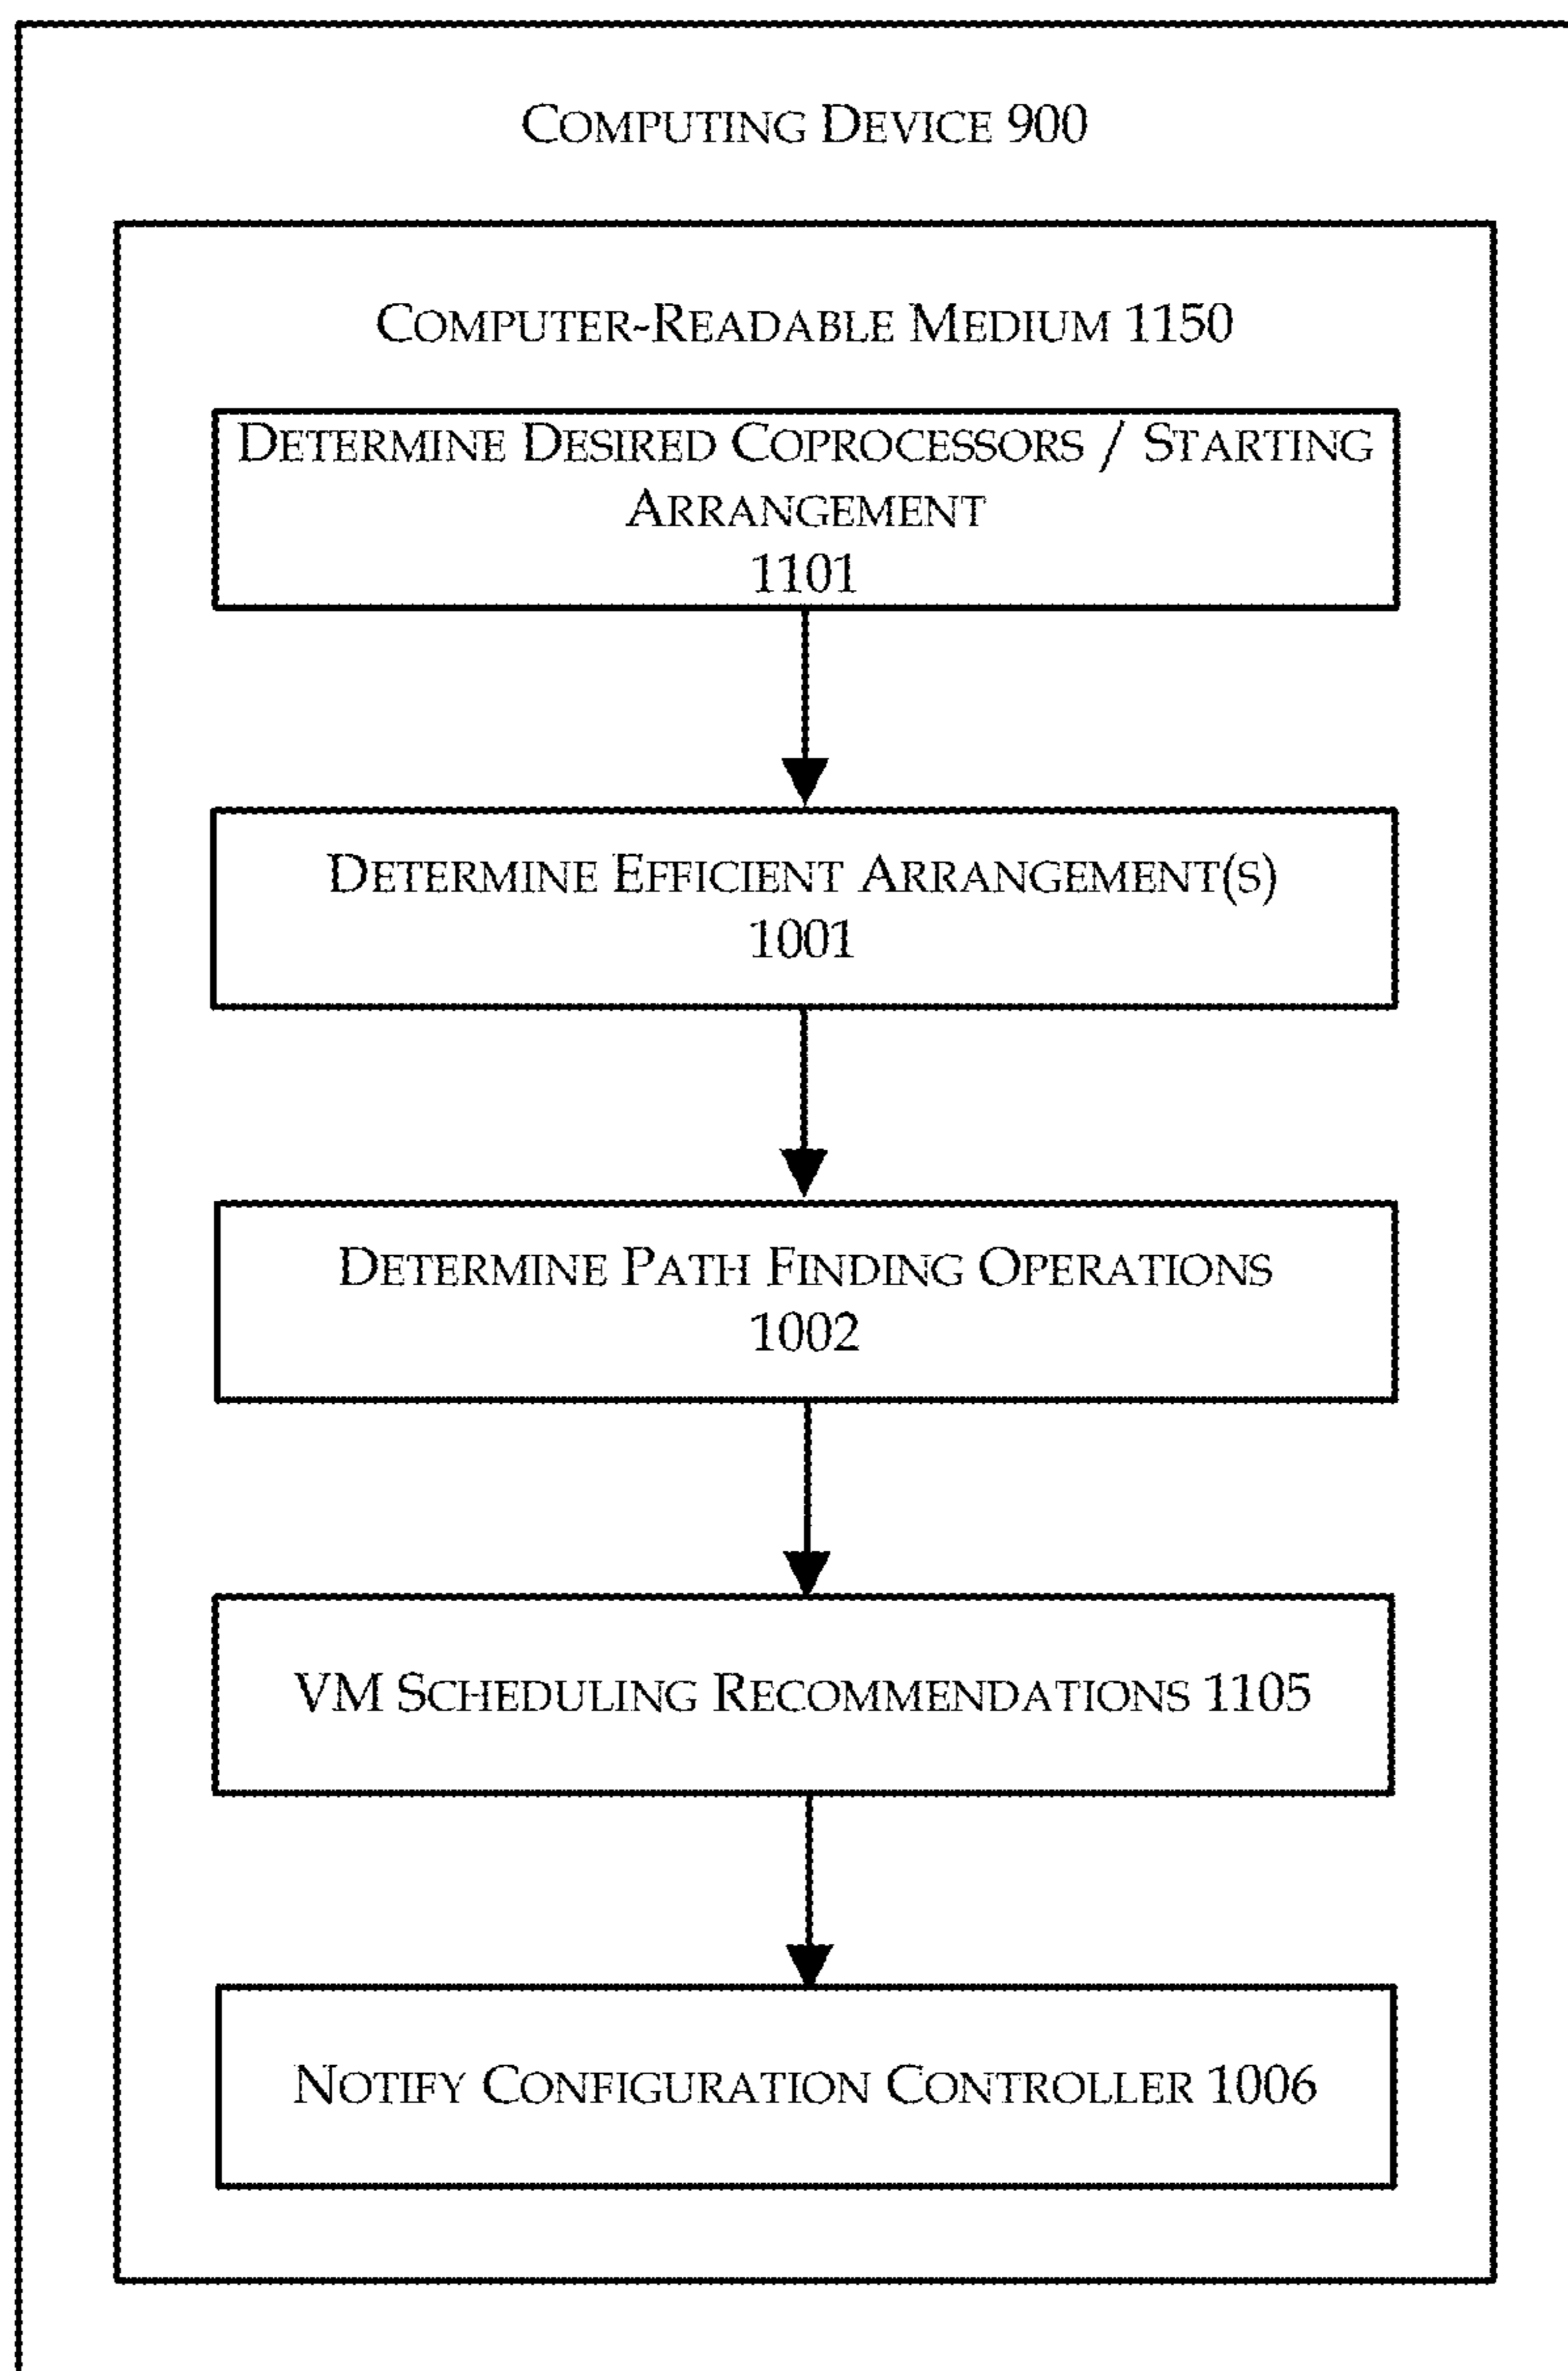 COMPUTING DEVICE 900
COMPUTER-READABLE MEDIUM 1150
DETERMINE DESIRED COPROCESSORS / STARTING
ARRANGEMENT
1101
DETERMINE EFFICIENT ARRANGEMENT(S)
1001
DETERMINE PATH FINDING OPERATIONS
1002
VM SCHEDULING RECOMMENDATIONS 1105
NOTIFY CONFIGURATION CONTROLLER 1006